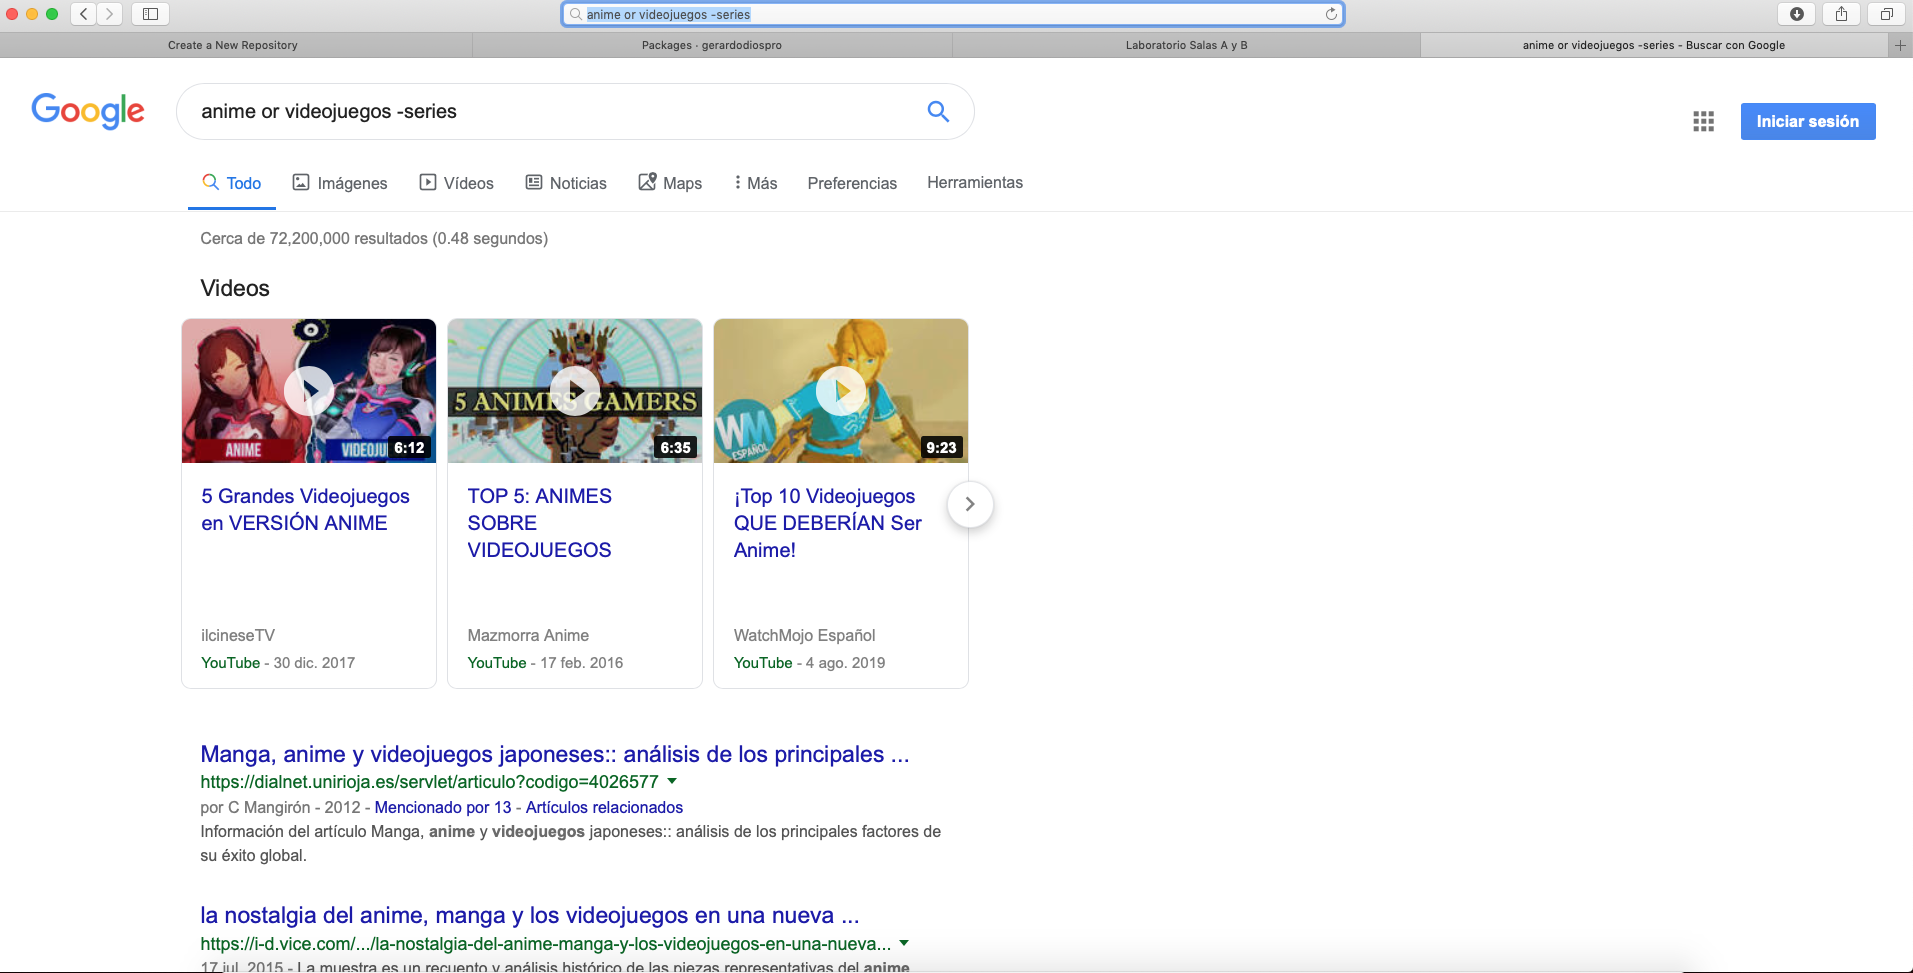 anime or videojuegos -series
Create a New Repository
Packages · gerardodiospro
Laboratorio Salas A y B
anime or videojuegos -series - Buscar con Google
Google
anime or videojuegos -series
Iniciar sesión
Todo
Imágenes
Vídeos
Noticias
Maps
Más
Preferencias
Herramientas
Cerca de 72,200,000 resultados (0.48 segundos)
Videos
ANIME
VIDEOJU
6:12
5 Grandes Videojuegos
en VERSIÓN ANIME
ilcineseTV
YouTube - 30 dic. 2017
5 ANIMES GAMERS
6:35
TOP 5: ANIMES
SOBRE
VIDEOJUEGOS
Mazmorra Anime
YouTube - 17 feb. 2016
WM
ESPAÑOL
9:23
¡Top 10 Videojuegos
QUE DEBERÍAN Ser
Anime!
WatchMojo Español
YouTube - 4 ago. 2019
Manga, anime y videojuegos japoneses:: análisis de los principales ...
https://dialnet.unirioja.es/servlet/articulo?codigo=4026577
por C Mangirón - 2012 - Mencionado por 13 - Artículos relacionados
Información del artículo Manga, anime y videojuegos japoneses:: análisis de los principales factores de
su éxito global.
la nostalgia del anime, manga y los videojuegos en una nueva ...
https://i-d.vice.com/.../la-nostalgia-del-anime-manga-y-los-videojuegos-en-una-nueva...
17 jul. 2015 - La muestra es un recuento y análisis histórico de las piezas representativas del anime